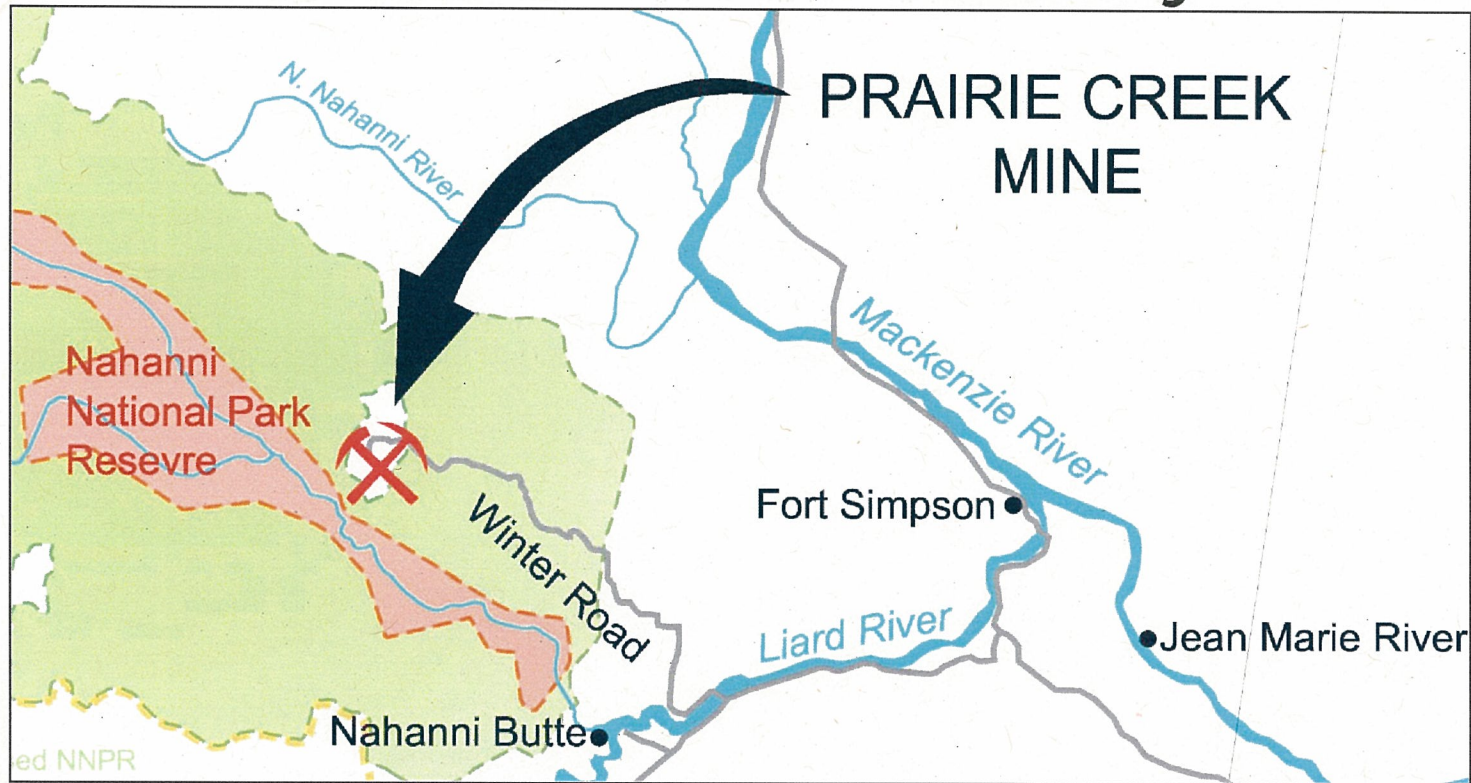 PRAIRIE CREEK
MINE
N. Nahanni River
Mackenzie River
Nahanni
National Park
Resevre
Winter Road
Fort Simpson
Liard River
Jean Marie River
Nahanni Butte
ed NNPR